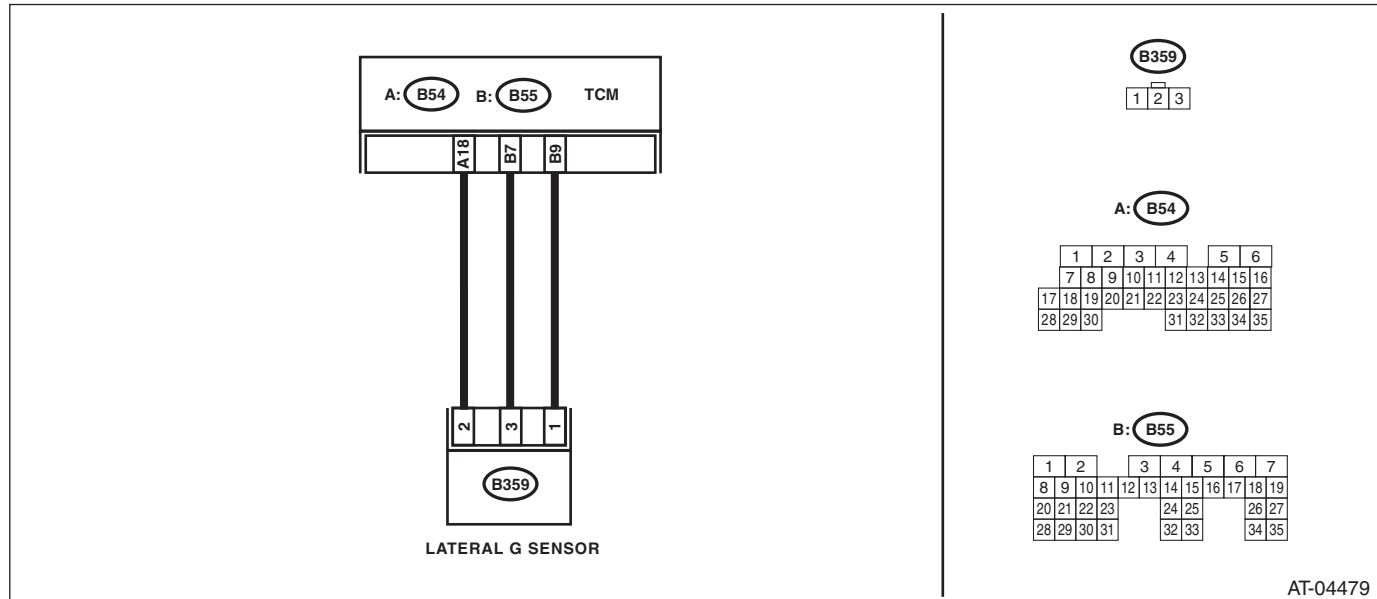 A: B54 B: B55 TCM
A18 B7 B9
2 3 1
B359
LATERAL G SENSOR
B359
1 2 3
A: B54
1 2 3 4 5 6
7 8 9 10 11 12 13 14 15 16
17 18 19 20 21 22 23 24 25 26 27
28 29 30 31 32 33 34 35
B: B55
1 2 3 4 5 6 7
8 9 10 11 12 13 14 15 16 17 18 19
20 21 22 23 24 25 26 27
28 29 30 31 32 33 34 35
AT-04479